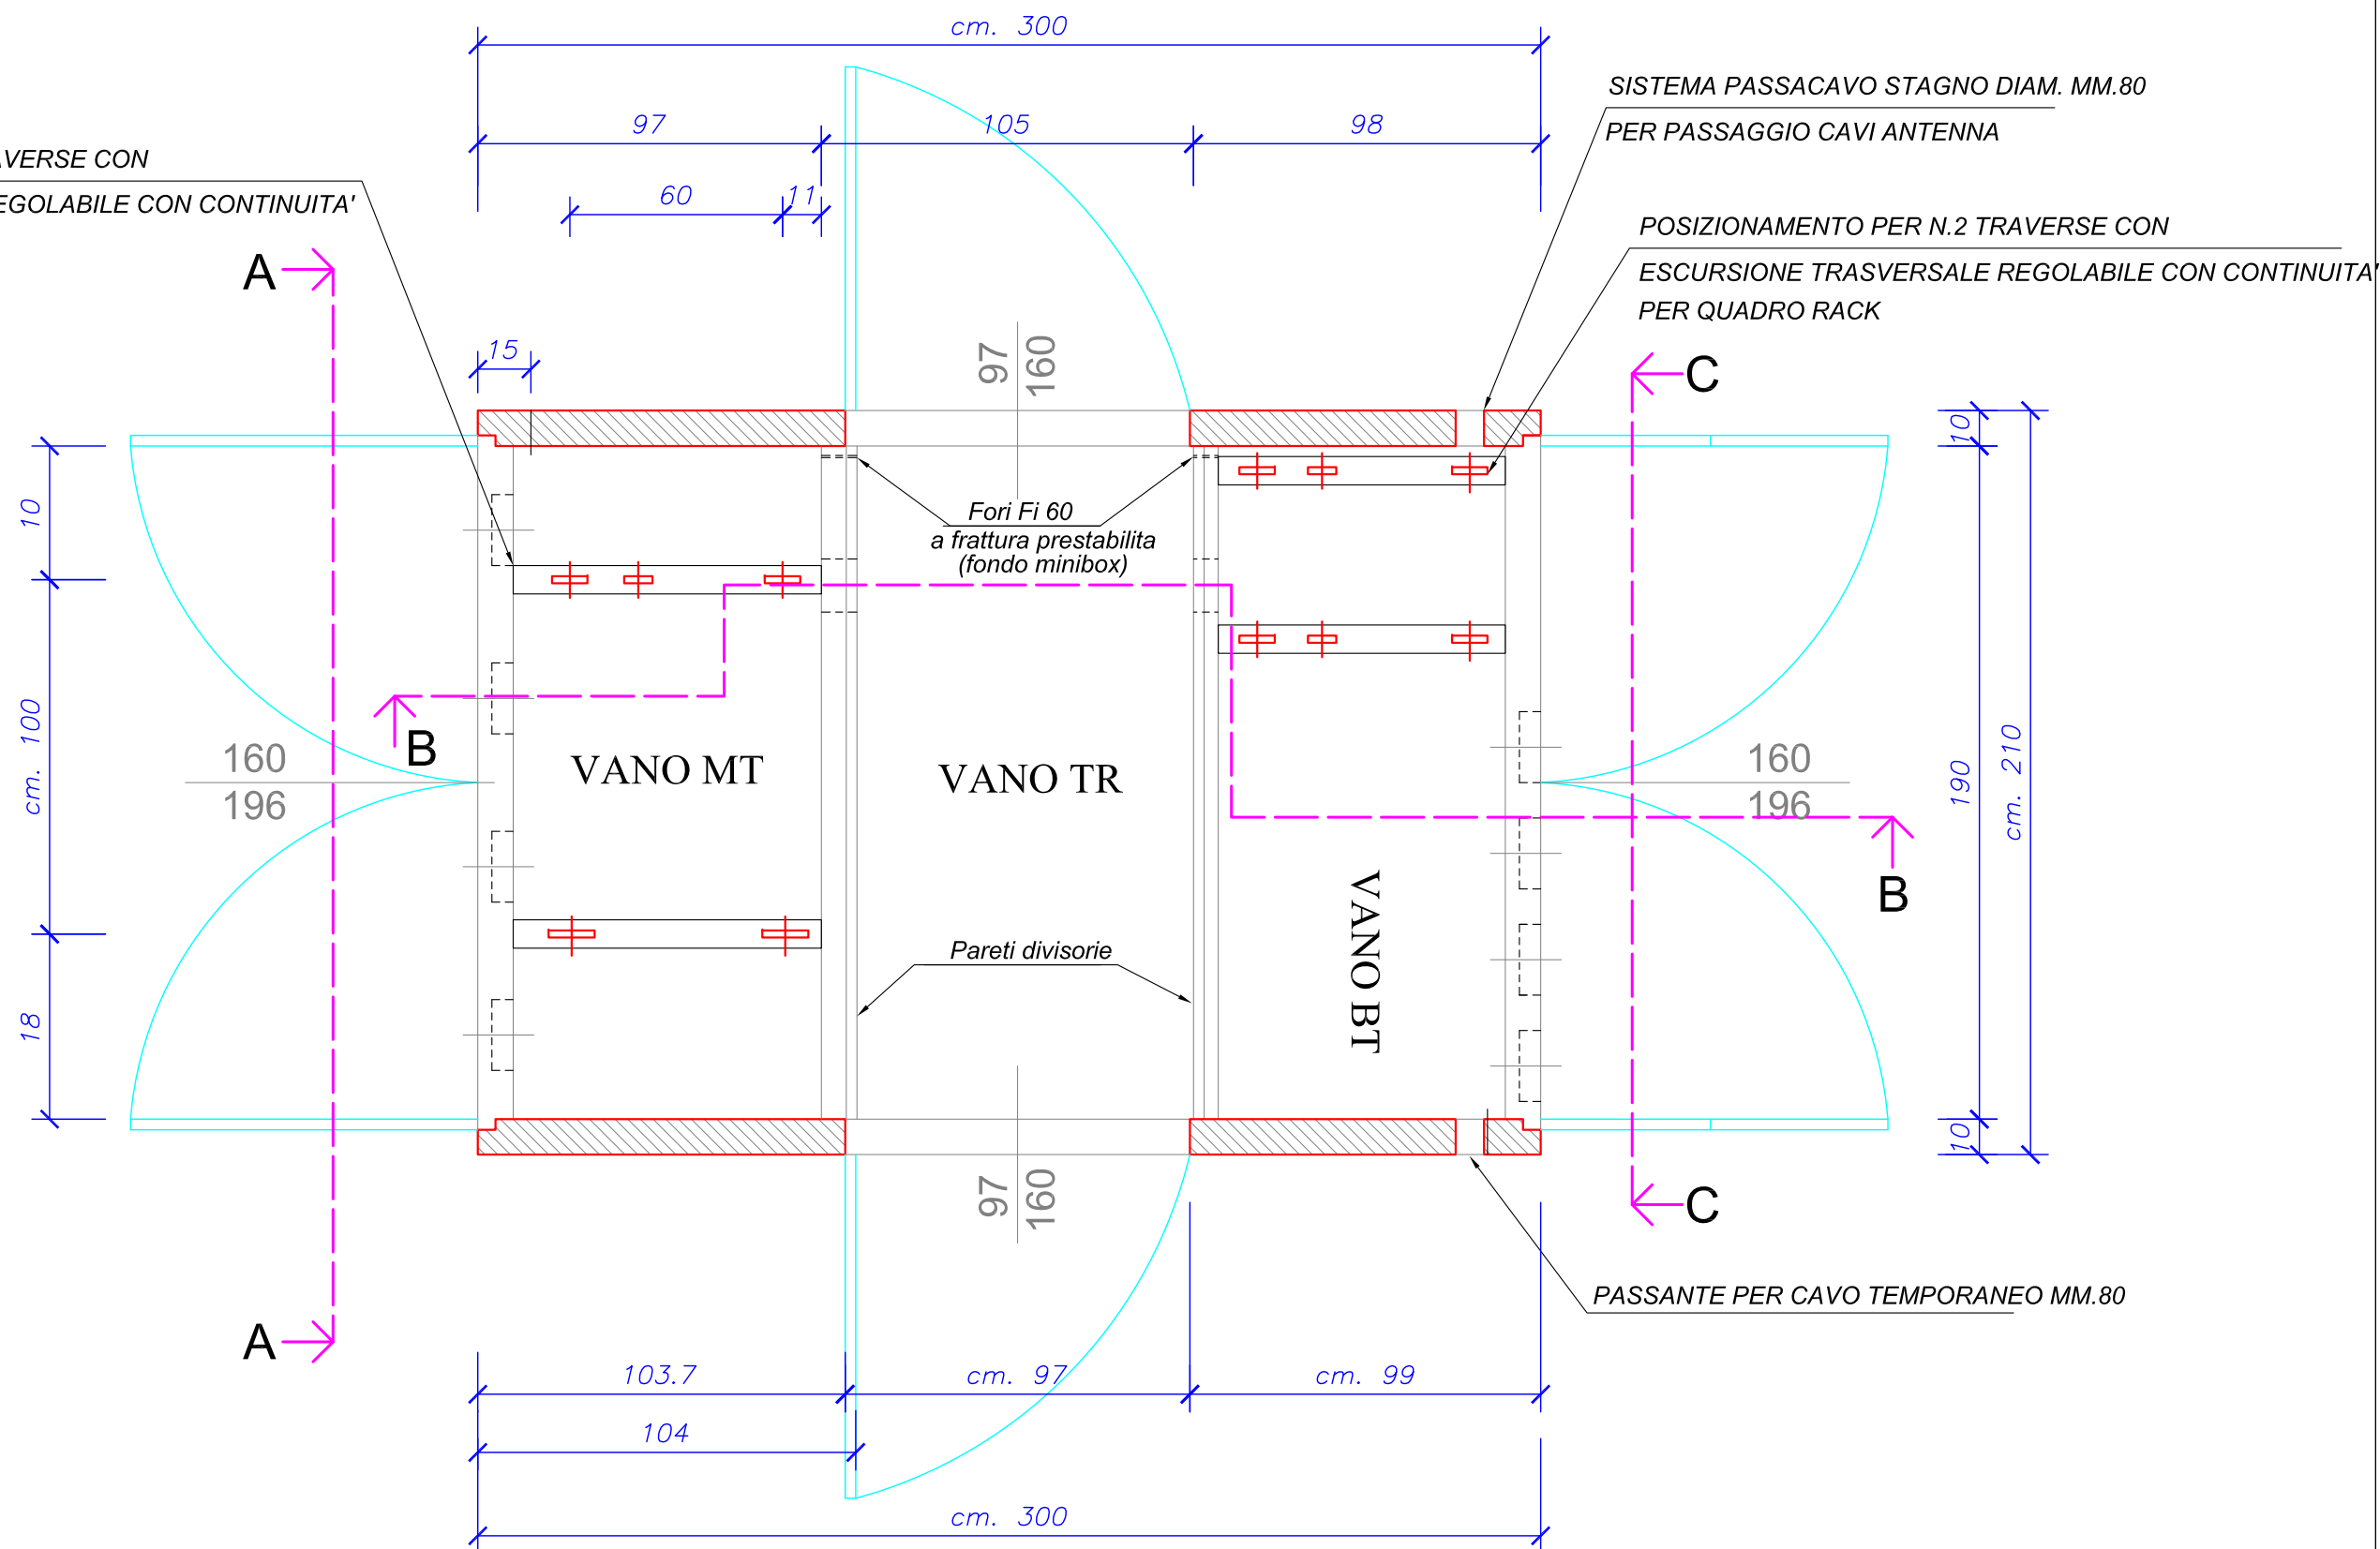 cm. 300
SISTEMA PASSACAVO STAGNO DIAM. MM.80
PER PASSAGGIO CAVI ANTENNA
97
105
98
CON
60
11
REGOLABILE CON CONTINUITA'
POSIZIONAMENTO PER N.2 TRAVERSE CON
ESCURSIONE TRASVERSALE REGOLABILE CON CONTINUITA'
PER QUADRO RACK
A
15
97
160
C
10
10
Fori Fi 60
a frattura prestabilita
(fondo minibox)
B
cm. 100
160
196
VANO MT
VANO TR
160
196
190
cm. 210
B
VANO BT
Pareti divisorie
18
10
97
160
C
PASSANTE PER CAVO TEMPORANEO MM.80
A
103.7
cm. 97
cm. 99
104
cm. 300